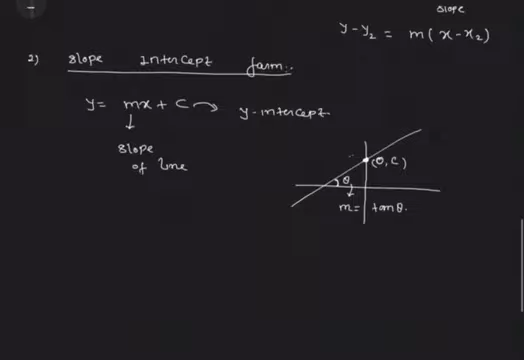 slope
y - y₂ = m(x - x₂)
2) slope Intercept form.
y = mx + c → y-intercept
↓
slope
of line
(0, c)
θ
↓
m = tanθ.